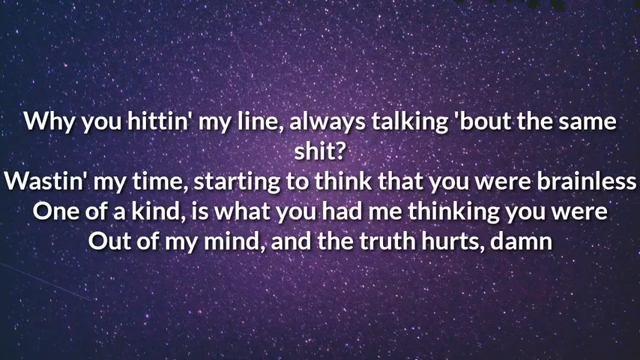 Why you hittin' my line, always talking 'bout the same
shit?
Wastin' my time, starting to think that you were brainless
One of a kind, is what you had me thinking you were
Out of my mind, and the truth hurts, damn